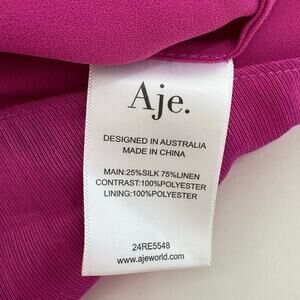 Aje.
DESIGNED IN AUSTRALIA
MADE IN CHINA
MAIN:25%SILK 75%LINEN
CONTRAST:100%POLYESTER
LINING:100%POLYESTER
24RE5548
www.ajeworld.com